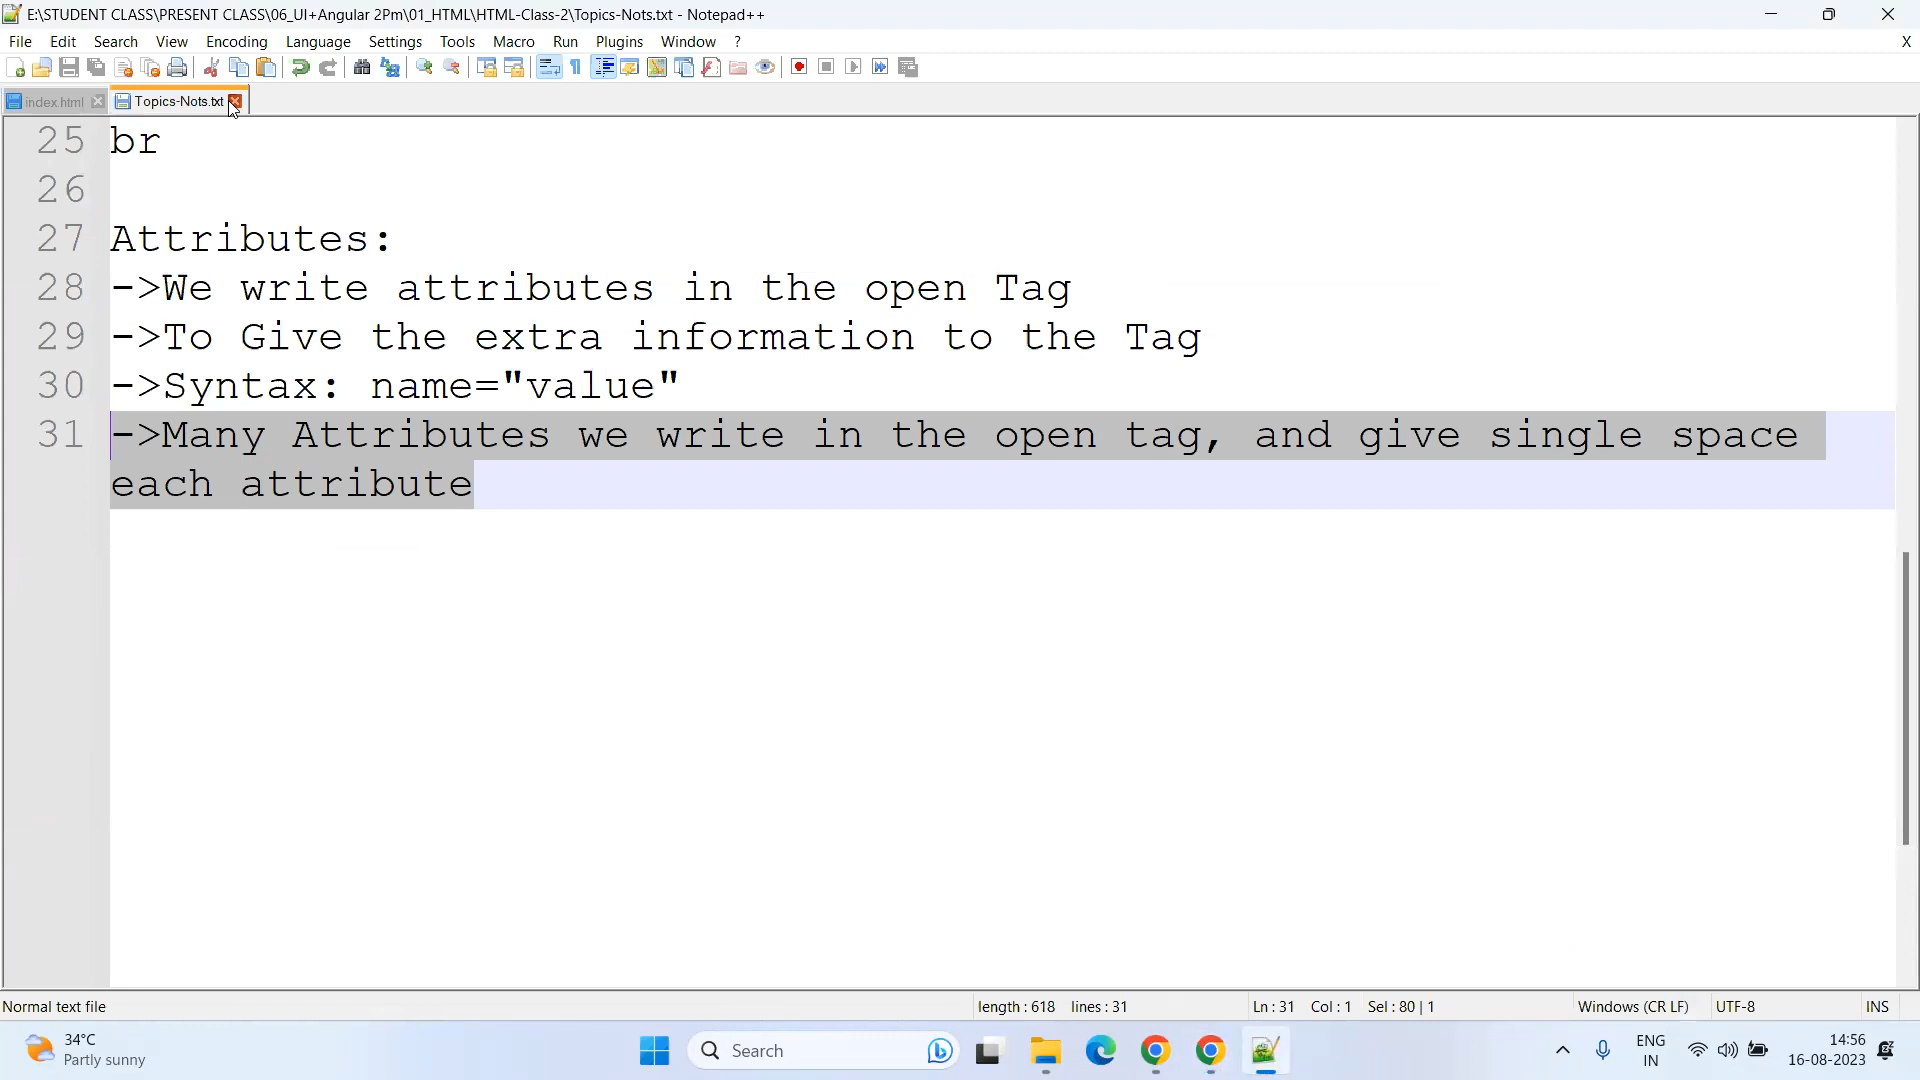 E:\STUDENT CLASS\PRESENT CLASS\06_UI+Angular 2Pm\01_HTML\HTML-Class-2\Topics-Nots.txt - Notepad++
File Edit Search View Encoding Language Settings Tools Macro Run Plugins Window ? X
index.html Topics-Nots.txt
25 br
26
27 Attributes:
28 ->We write attributes in the open Tag
29 ->To Give the extra information to the Tag
30 ->Syntax: name="value"
31 ->Many Attributes we write in the open tag, and give single space
each attribute
Normal text file length : 618 lines : 31 Ln : 31 Col : 1 Sel : 80 | 1 Windows (CR LF) UTF-8 INS
34°C
Partly sunny
Search
ENG
IN
14:56
16-08-2023